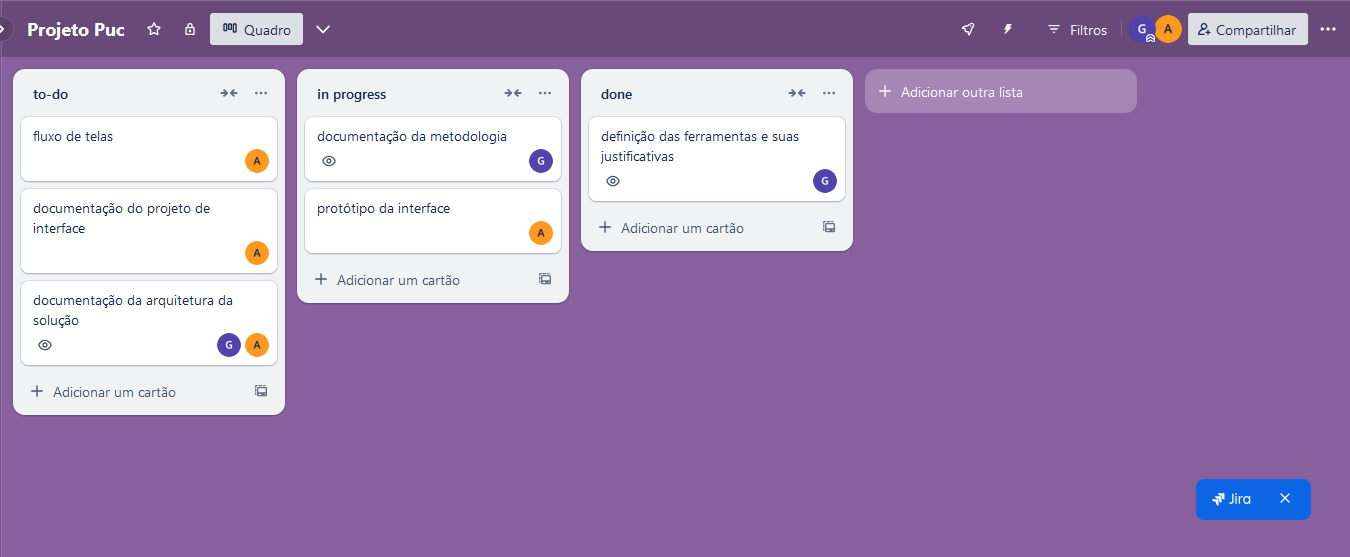 Projeto Puc
Quadro
Filtros
G
A
Compartilhar
to-do
fluxo de telas
A
documentação do projeto de
interface
A
documentação da arquitetura da
solução
G
A
Adicionar um cartão
in progress
documentação da metodologia
G
protótipo da interface
A
Adicionar um cartão
done
definição das ferramentas e suas
justificativas
G
Adicionar um cartão
Adicionar outra lista
Jira